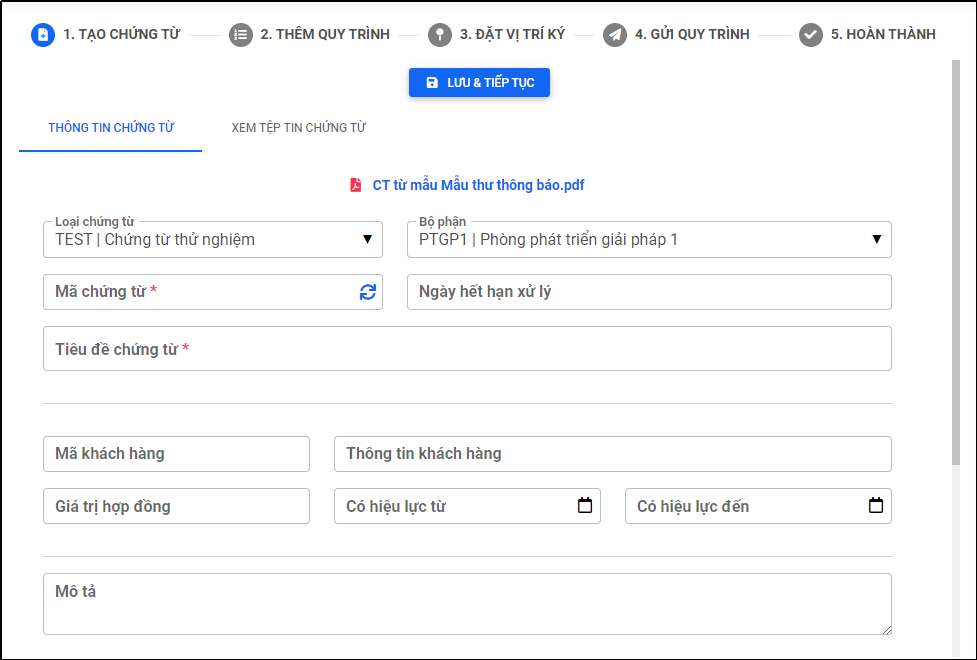 1. TẠO CHỨNG TỪ 2. THÊM QUY TRÌNH 3. ĐẶT VỊ TRÍ KÝ 4. GỬI QUY TRÌNH 5. HOÀN THÀNH
LƯU & TIẾP TỤC
THÔNG TIN CHỨNG TỪ XEM TỆP TIN CHỨNG TỪ
CT từ mẫu Mẫu thư thông báo.pdf
Loại chứng từ Bộ phận
TEST | Chứng từ thử nghiệm PTGP1 | Phòng phát triển giải pháp 1
Mã chứng từ * Ngày hết hạn xử lý
Tiêu đề chứng từ *
Mã khách hàng Thông tin khách hàng
Giá trị hợp đồng Có hiệu lực từ Có hiệu lực đến
Mô tả